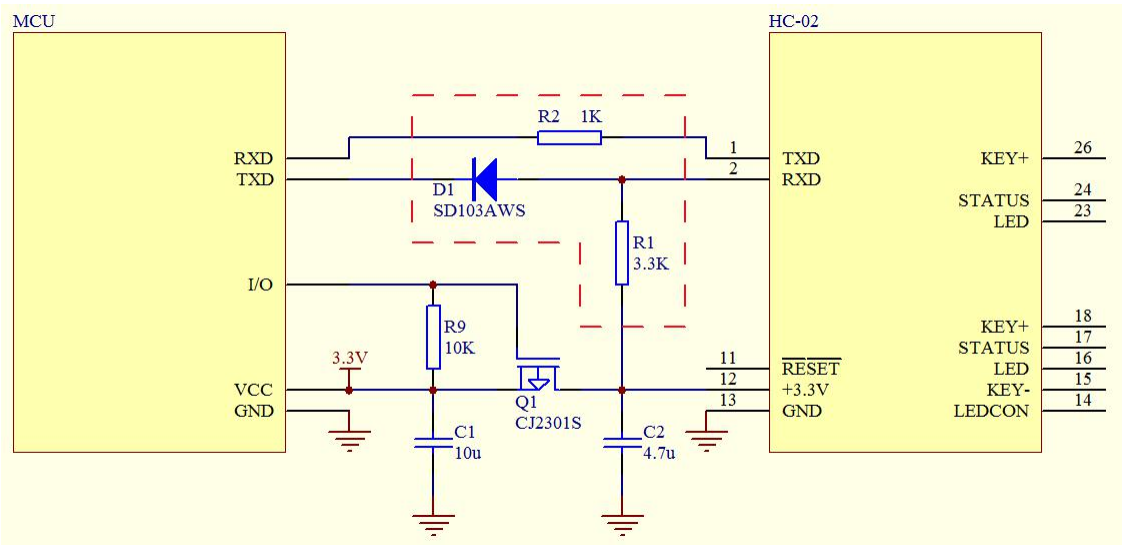 MCU
HC-02
R2 1K
RXD
1
TXD
KEY+
26
TXD
2
RXD
D1
SD103AWS
STATUS
24
LED
23
R1
3.3K
I/O
R9
10K
KEY+
18
STATUS
17
3.3V
11
RESET
LED
16
VCC
12
+3.3V
KEY-
15
Q1
CJ2301S
GND
13
GND
LEDCON
14
C1
10u
C2
4.7u